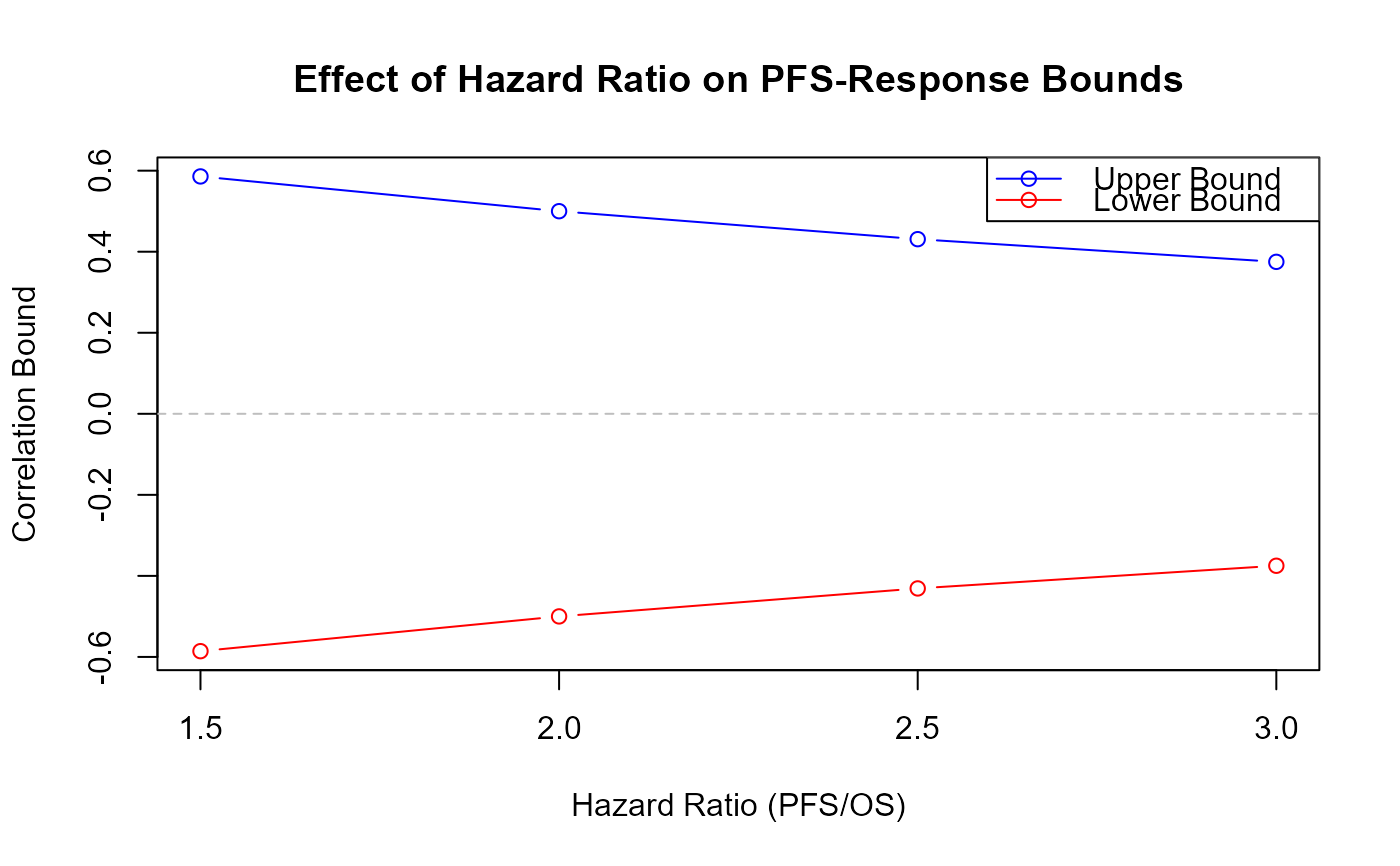 Effect of Hazard Ratio on PFS-Response Bounds
Upper Bound
Lower Bound
Correlation Bound
0.6
0.4
0.2
0.0
-0.2
-0.6
1.5 2.0 2.5 3.0
Hazard Ratio (PFS/OS)